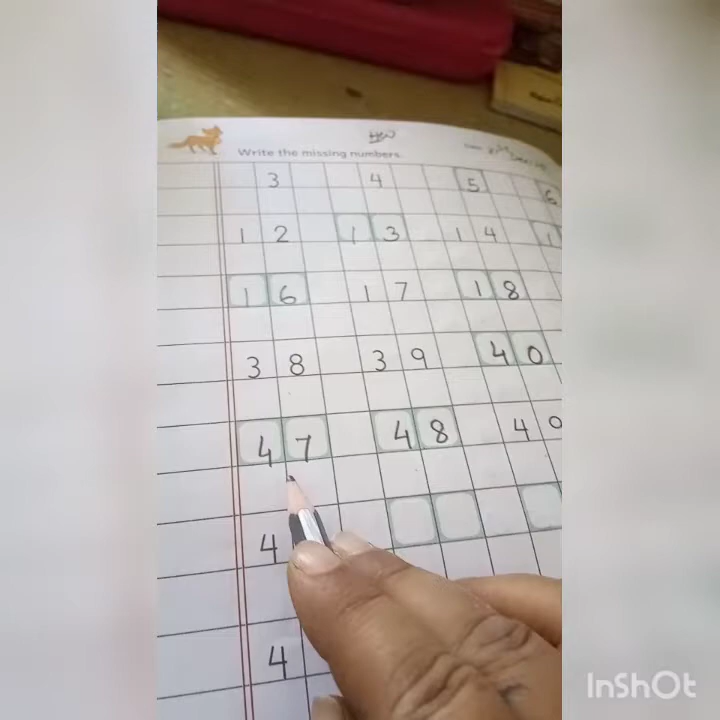 HW
Write the missing numbers.
3 4 5 6
12 13 14 1
16 17 18
38 39 40
47 48 40
4
4
InShOt